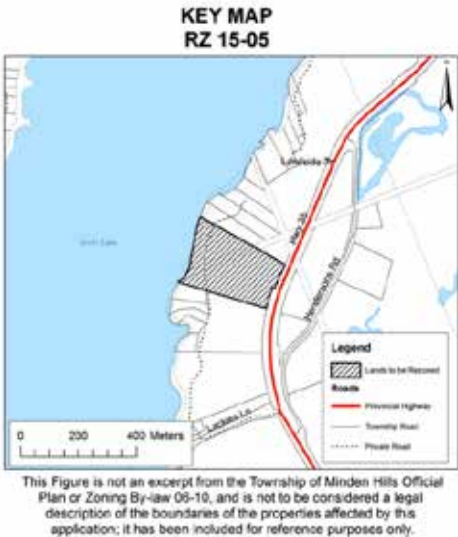 KEY MAP
RZ 15-05
Hwy 35
Legend
Lands to be Rezoned
Roads
Provincial Highway
Township Road
Private Road
0 200 400 Meters
This Figure is not an excerpt from the Township of Minden Hills Official
Plan or Zoning By-law 06-10, and is not to be considered a legal
description of the boundaries of the properties affected by this
application; it has been included for reference purposes only.